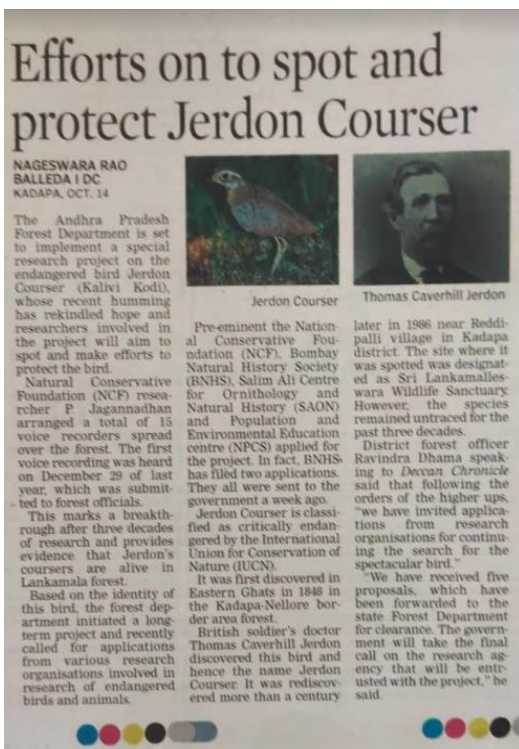 Efforts on to spot and
protect Jerdon Courser
NAGESWARA RAO
BALLEDA I DC
KADAPA, OCT. 14
The Andhra Pradesh
Forest Department is set
to implement a special
research project on the
endangered bird Jerdon
Courser (Kalivi Kodi),
whose recent humming
has rekindled hope and
researchers involved in
the project will aim to
spot and make efforts to
protect the bird.
Natural Conservative
Foundation (NCF) resea-
rcher P. Jagannadhan
arranged a total of 15
voice recorders spread
over the forest. The first
voice recording was heard
on December 29 of last
year, which was submit-
ted to forest officials.
This marks a breakth-
rough after three decades
of research and provides
evidence that Jerdon's
coursers are alive in
Lankamala forest.
Based on the identity of
this bird, the forest dep-
artment initiated a long-
term project and recently
called for applications
from various research
organisations involved in
research of endangered
birds and animals.
Jerdon Courser
Pre-eminent the Nation-
al Conservative Fou-
ndation (NCF), Bombay
Natural History Society
(BNHS), Salim Ali Centre
for Ornithology and
Natural History (SAON)
and Population and
Environmental Education
centre (NPCS) applied for
the project. In fact, BNHS
has filed two applications.
They all were sent to the
government a week ago.
Jerdon Courser is classi-
fied as critically endan-
gered by the International
Union for Conservation of
Nature (IUCN).
It was first discovered in
Eastern Ghats in 1848 in
the Kadapa-Nellore bor-
der area forest.
British soldier's doctor
Thomas Caverhill Jerdon
discovered this bird and
hence the name Jerdon
Courser. It was rediscov-
ered more than a century
Thomas Caverhill Jerdon
later in 1986 near Reddi-
palli village in Kadapa
district. The site where it
was spotted was designat-
ed as Sri Lankamalles-
wara Wildlife Sanctuary.
However, the species
remained untraced for the
past three decades.
District forest officer
Ravindra Dhama speak-
ing to Deccan Chronicle
said that following the
orders of the higher ups,
"we have invited applica-
tions from research
organisations for continu-
ing the search for the
spectacular bird."
"We have received five
proposals, which have
been forwarded to the
state Forest Department
for clearance. The govern-
ment will take the final
call on the research ag-
ency that will be entr-
usted with the project," he
said.